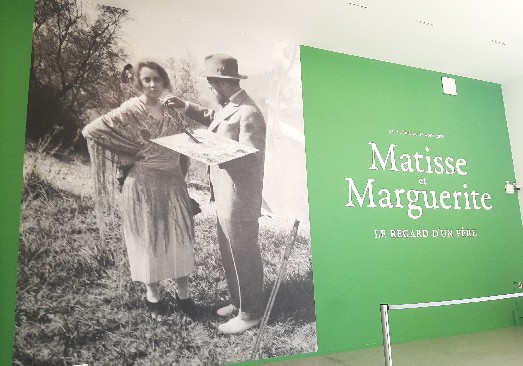 Matisse
et
Marguerite
LE REGARD D'UN PÈRE